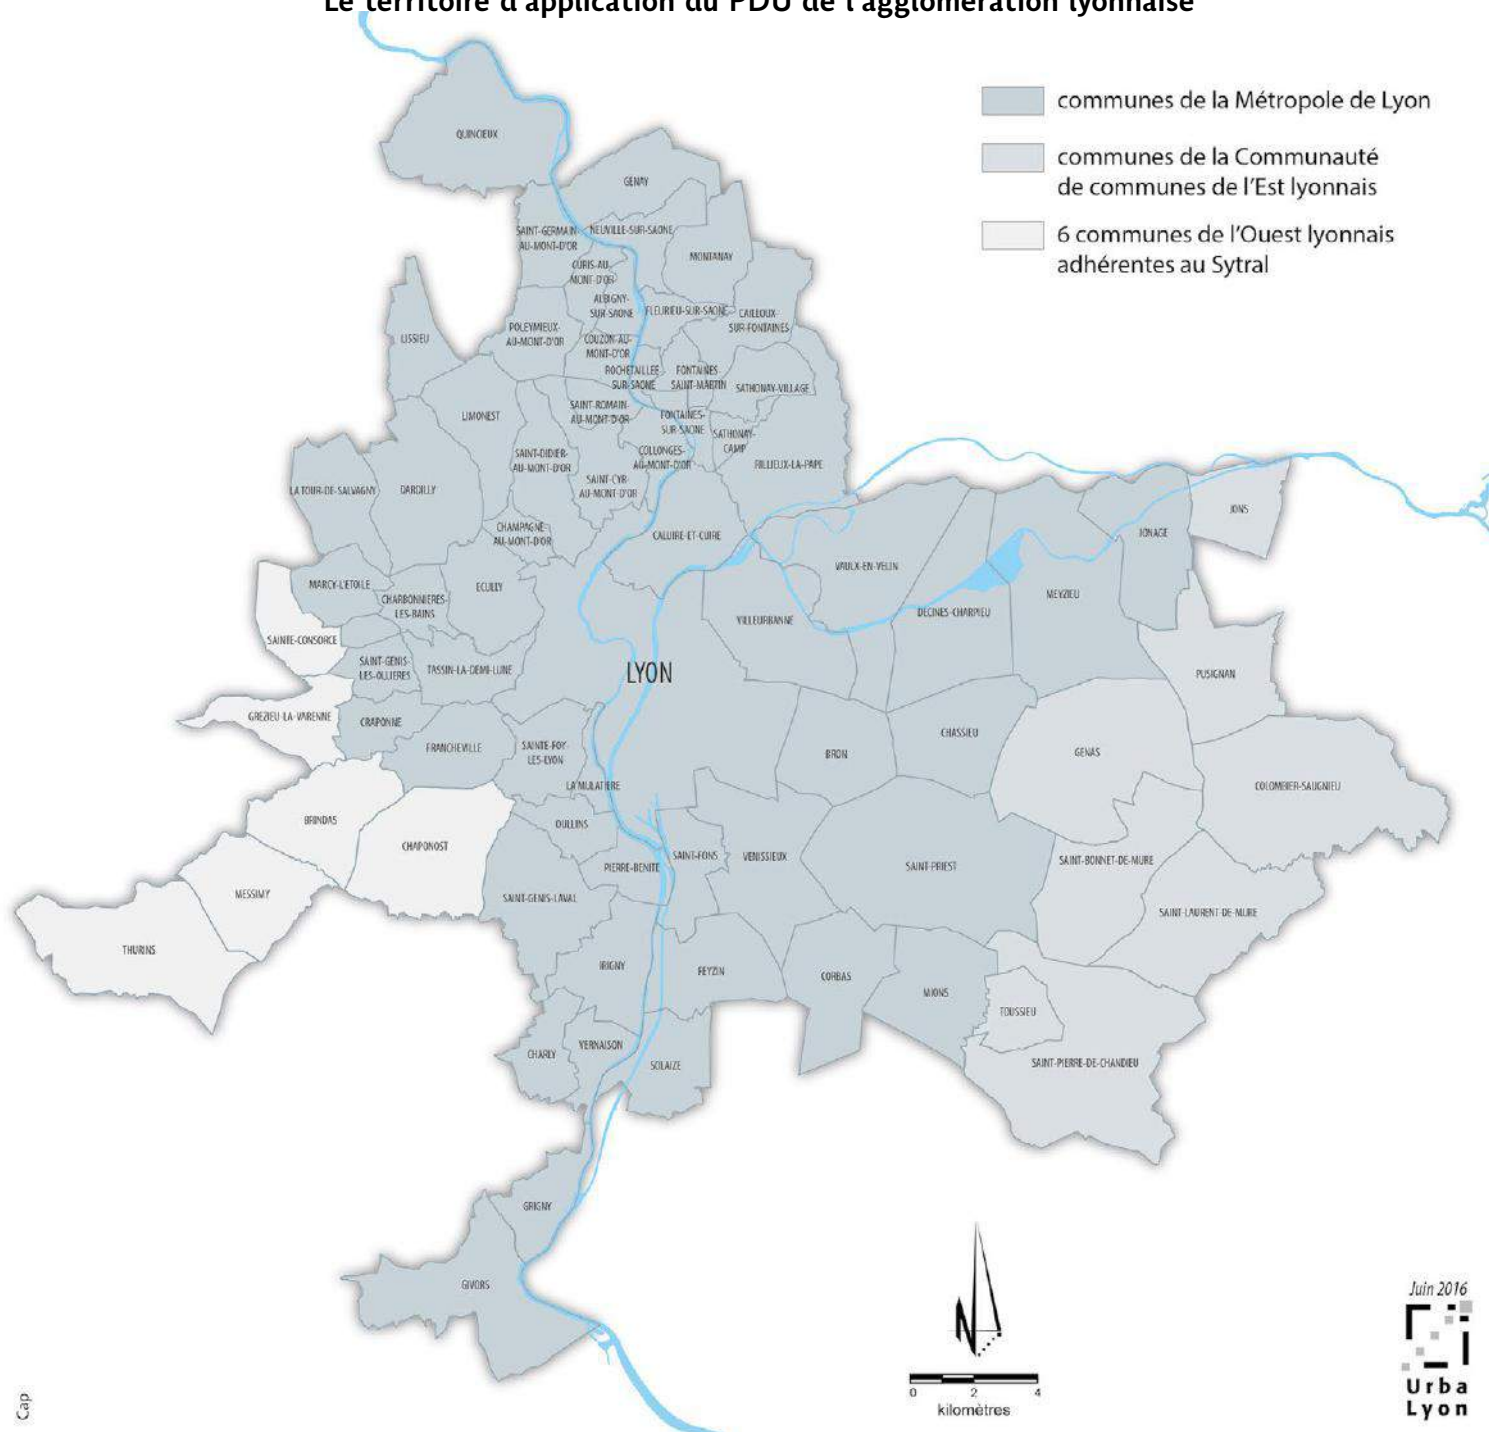 Le territoire d'application du PDU de l'agglomération lyonnaise
communes de la Métropole de Lyon
communes de la Communauté
de communes de l'Est lyonnais
6 communes de l'Ouest lyonnais
adhérentes au Sytral
QUINCIEUX
GENAY
SAINT-GERMAIN-
AU-MONT-D'OR
NEUVILLE-SUR-SAONE
MONTANAY
CURIS-AU-
MONT-D'OR
ALBIGNY-
SUR-SAONE
FLEURIEU-SUR-SAONE
CAILLOUX-
SUR-FONTAINES
LISSIEU
POLEYMIEUX-
AU-MONT-D'OR
COUZON-AU-
MONT-D'OR
ROCHETAILLEE-
SUR-SAONE
FONTAINES-
SAINT-MARTIN
SATHONAY-VILLAGE
LIMONEST
SAINT-ROMAIN-
AU-MONT-D'OR
FONTAINES-
SUR-SAONE
SATHONAY-
CAMP
SAINT-DIDIER-
AU-MONT-D'OR
COLLONGES-
AU-MONT-D'OR
RILLIEUX-LA-PAPE
SAINT-CYR-
AU-MONT-D'OR
LA TOUR-DE-SALVAGNY
DARDILLY
CHAMPAGNE-
AU-MONT-D'OR
CALUIRE-ET-CUIRE
JONS
JONAGE
VAULX-EN-VELIN
MARCY-L'ETOILE
CHARBONNIERES-
LES-BAINS
ECULLY
MEYZIEU
VILLEURBANNE
DECINES-CHARPIEU
SAINTE-CONSORCE
SAINT-GENIS-
LES-OLLIERES
TASSIN-LA-DEMI-LUNE
LYON
PUSIGNAN
GREZIEU-LA-VARENNE
CRAPONNE
FRANCHEVILLE
SAINTE-FOY-
LES-LYON
BRON
CHASSIEU
GENAS
LA MULATIERE
COLOMBIER-SAUGNIEU
BRINDAS
CHAPONOST
OULLINS
PIERRE-BENITE
SAINT-FONS
VENISSIEUX
SAINT-PRIEST
SAINT-BONNET-DE-MURE
MESSIMY
SAINT-GENIS-LAVAL
SAINT-LAURENT-DE-MURE
THURINS
IRIGNY
FEYZIN
CORBAS
MIONS
TOUSSIEU
CHARLY
VERNAISON
SOLAIZE
SAINT-PIERRE-DE-CHANDIEU
GRIGNY
GIVORS
N
0 2 4
kilomètres
Juin 2016
Urba
Lyon
Cap